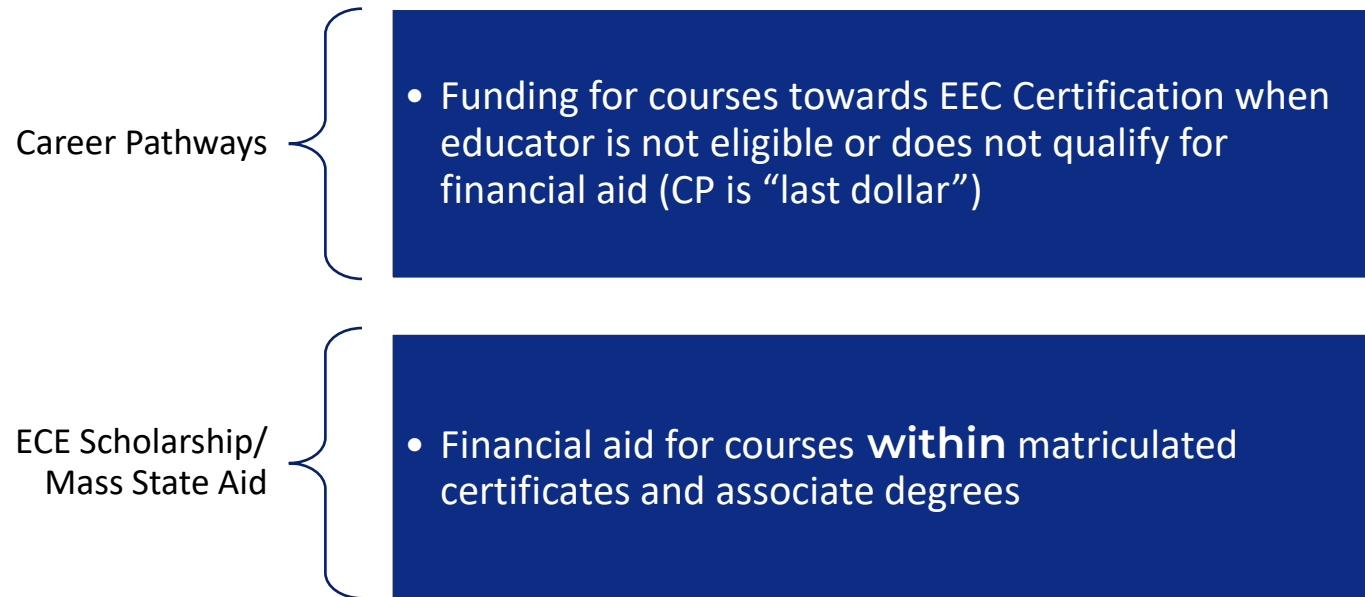 Career Pathways
• Funding for courses towards EEC Certification when
educator is not eligible or does not qualify for
financial aid (CP is “last dollar”)
ECE Scholarship/
Mass State Aid
• Financial aid for courses within matriculated
certificates and associate degrees